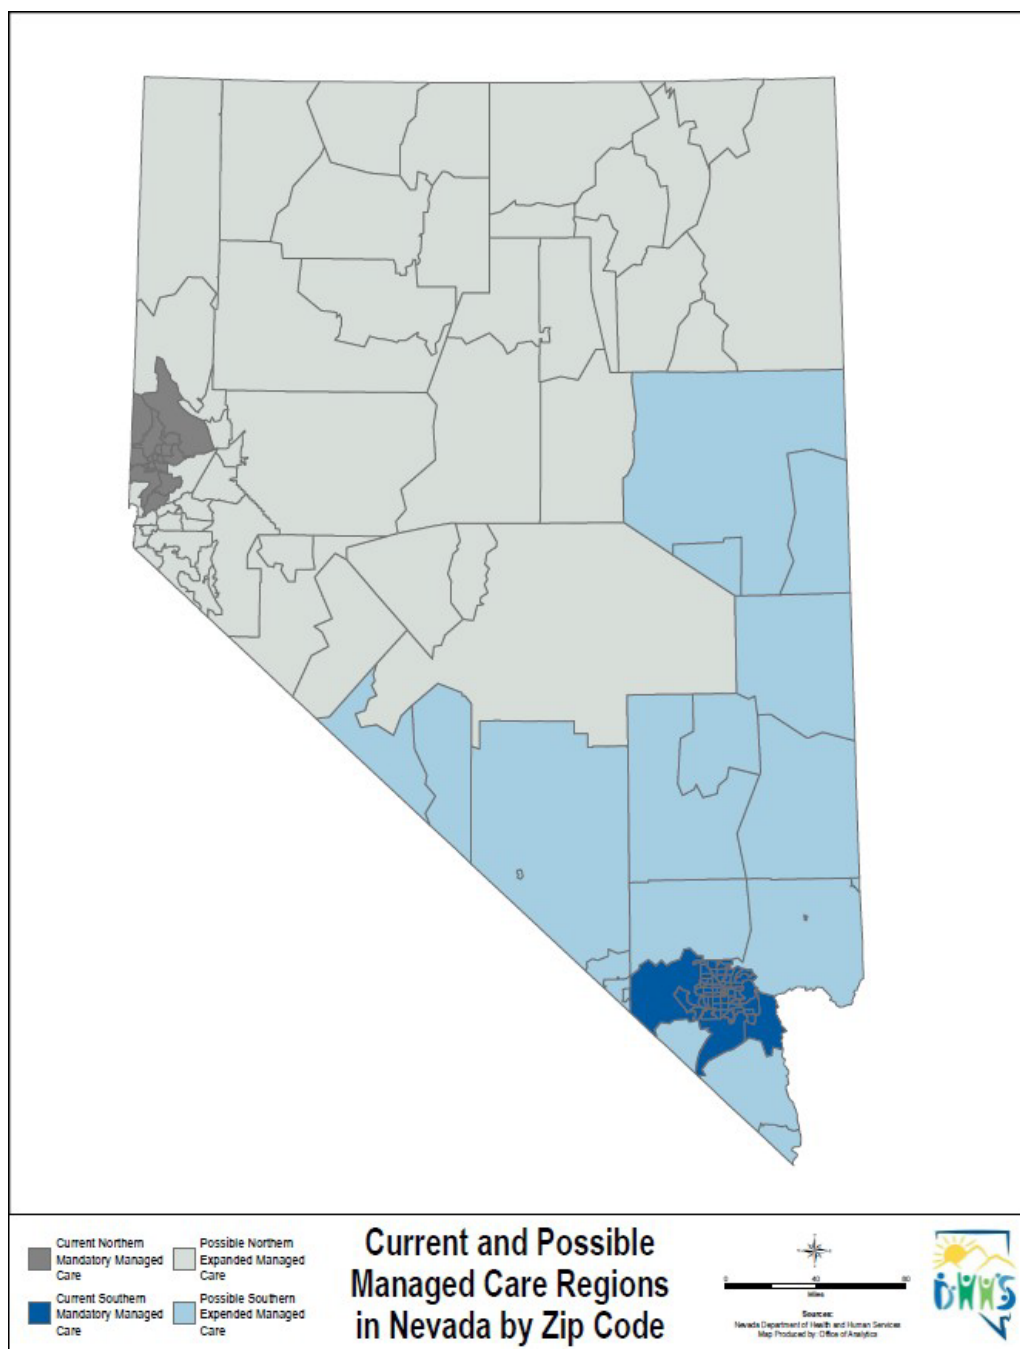 Current Northern
Mandatory Managed
Care
Possible Northern
Expanded Managed
Care
Current Southern
Mandatory Managed
Care
Possible Southern
Expended Managed
Care
Current and Possible
Managed Care Regions
in Nevada by Zip Code
0 40 80
Miles
Sources:
Nevada Department of Health and Human Services
Map Produced by: Office of Analytics
DHHS